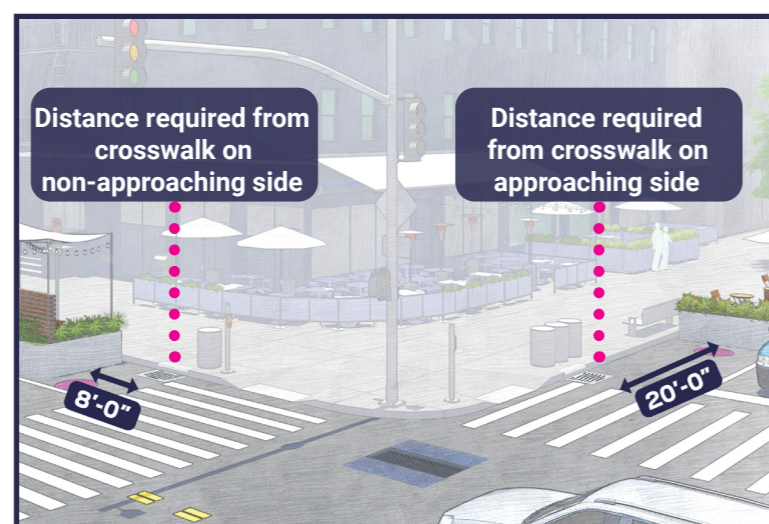 Distance required from
crosswalk on
non-approaching side
Distance required
from crosswalk on
approaching side
8'-0"
20'-0"